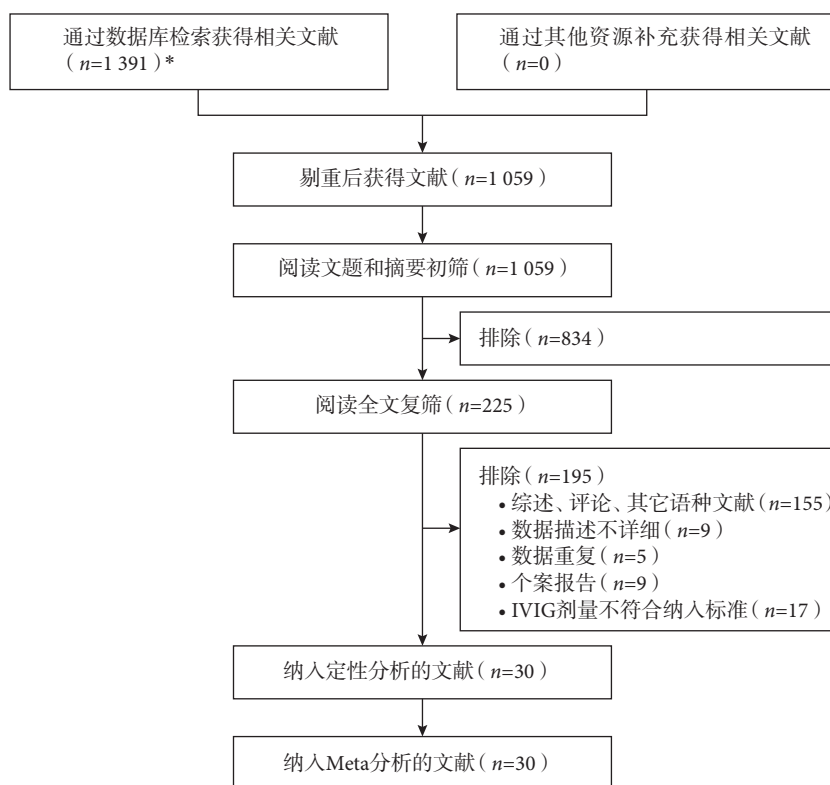 通过数据库检索获得相关文献
（n=1 391）*
通过其他资源补充获得相关文献
（n=0）
剔重后获得文献（n=1 059）
阅读文题和摘要初筛（n=1 059）
排除（n=834）
阅读全文复筛（n=225）
排除（n=195）
• 综述、评论、其它语种文献（n=155）
• 数据描述不详细（n=9）
• 数据重复（n=5）
• 个案报告（n=9）
• IVIG剂量不符合纳入标准（n=17）
纳入定性分析的文献（n=30）
纳入Meta分析的文献（n=30）